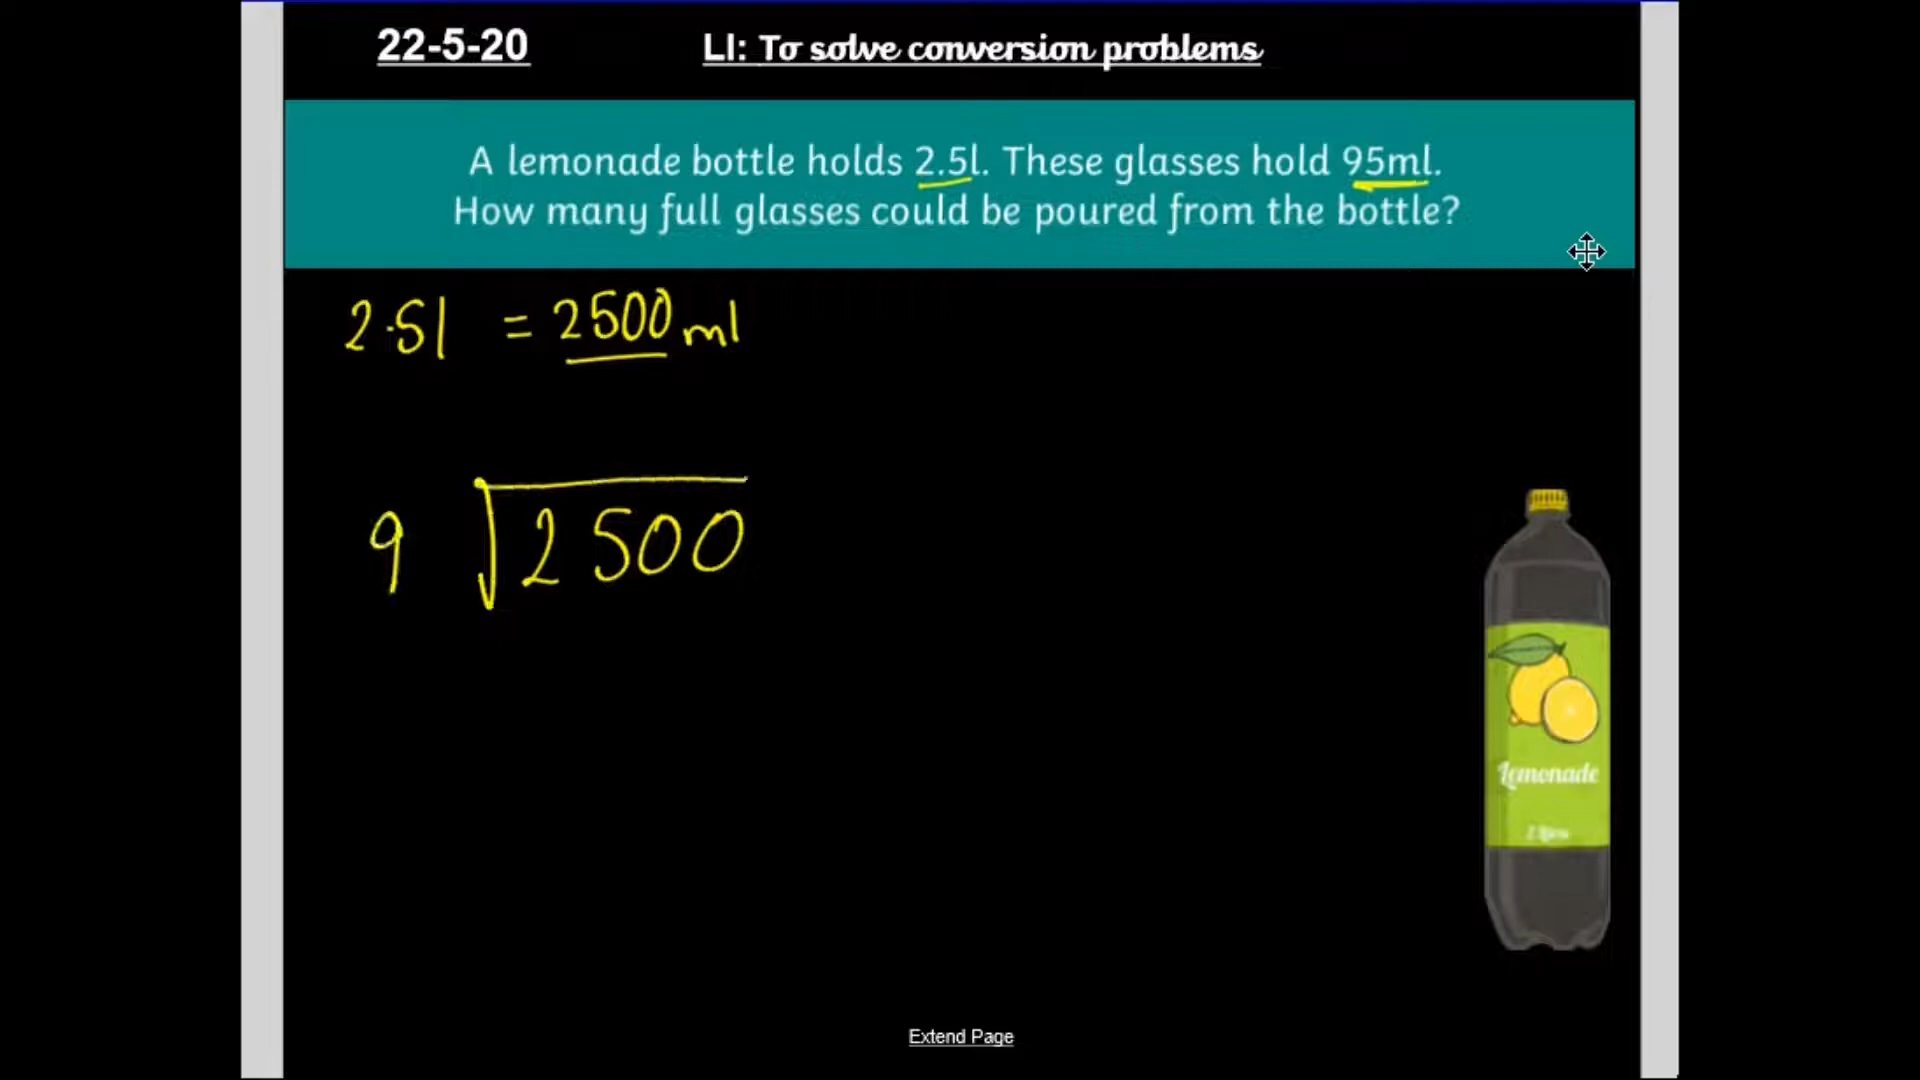 22-5-20 LI: To solve conversion problems
A lemonade bottle holds 2.5l. These glasses hold 95ml.
How many full glasses could be poured from the bottle?
2.5l = 2500 ml
9 2500
Lemonade
Extend Page